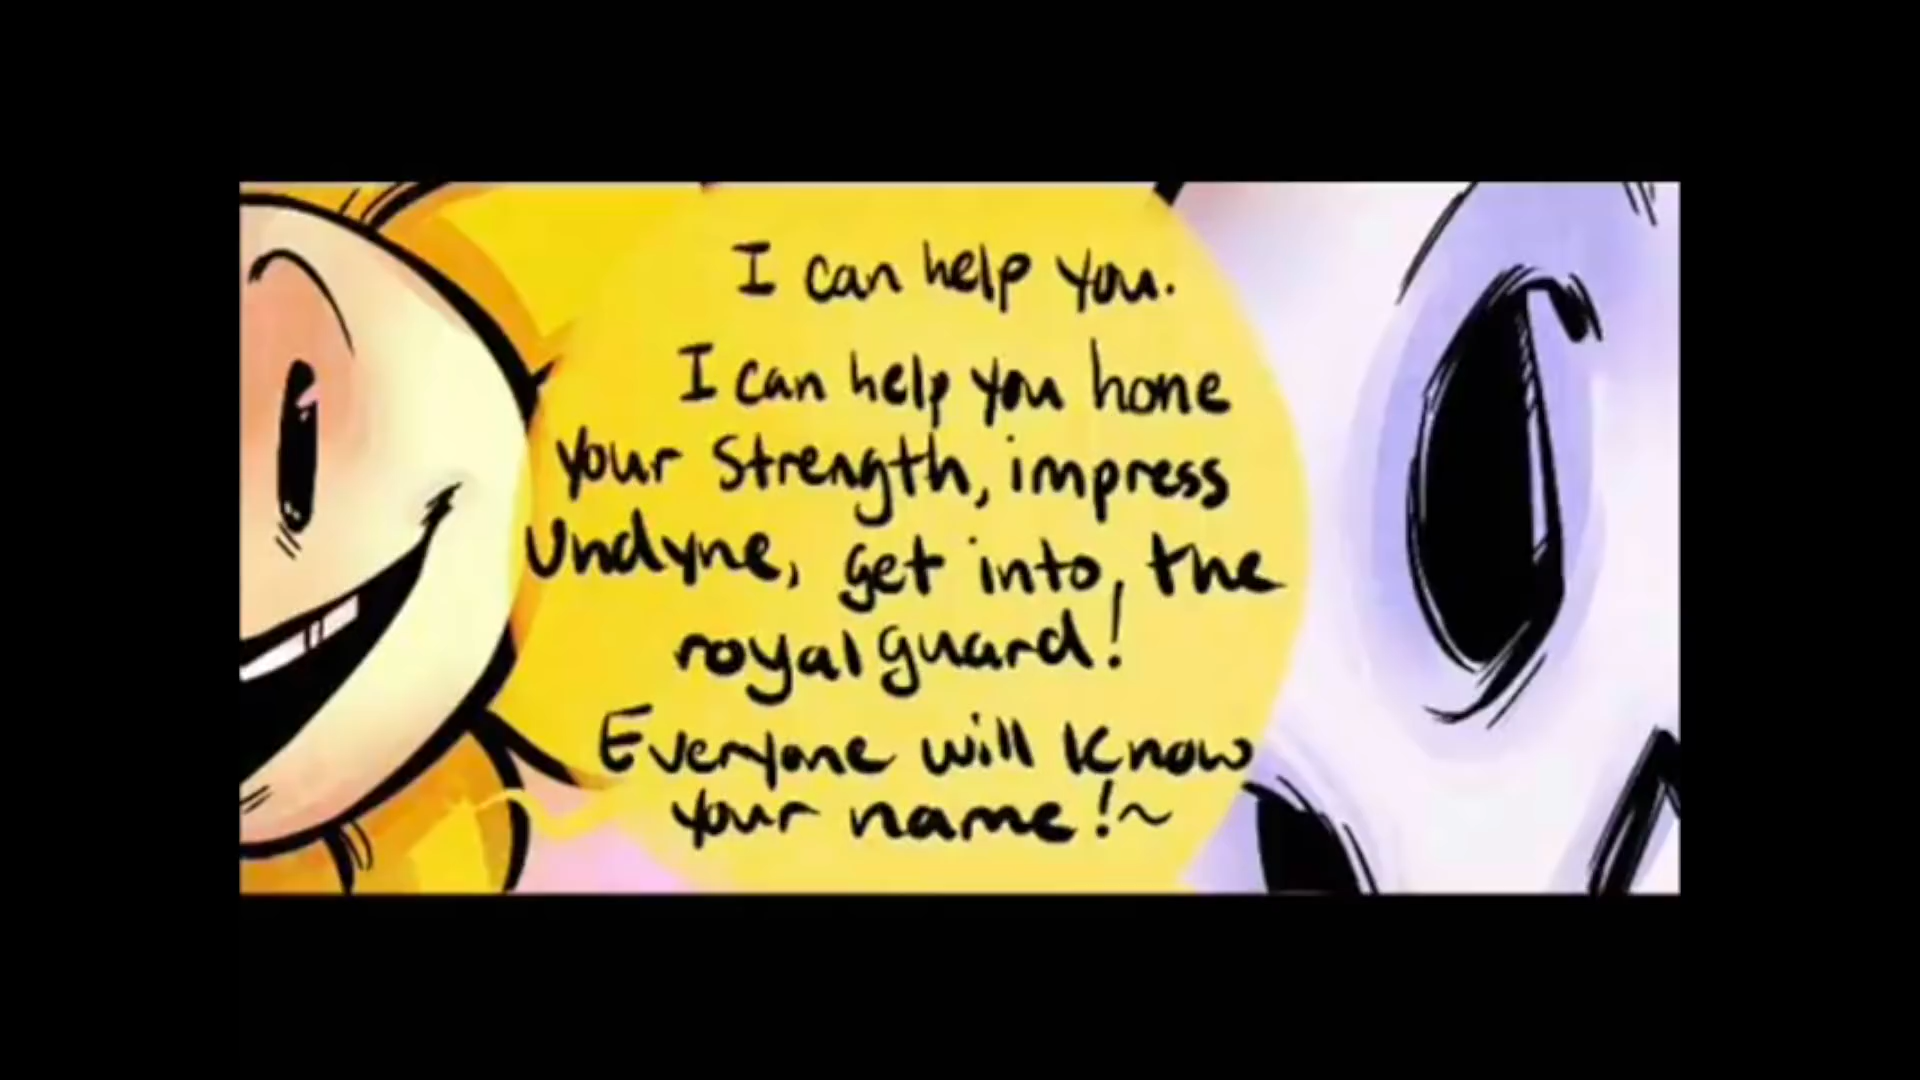 I can help you.
I can help you hone
your strength, impress
Undyne, get into, the
royal guard!
Everyone will know
your name!~